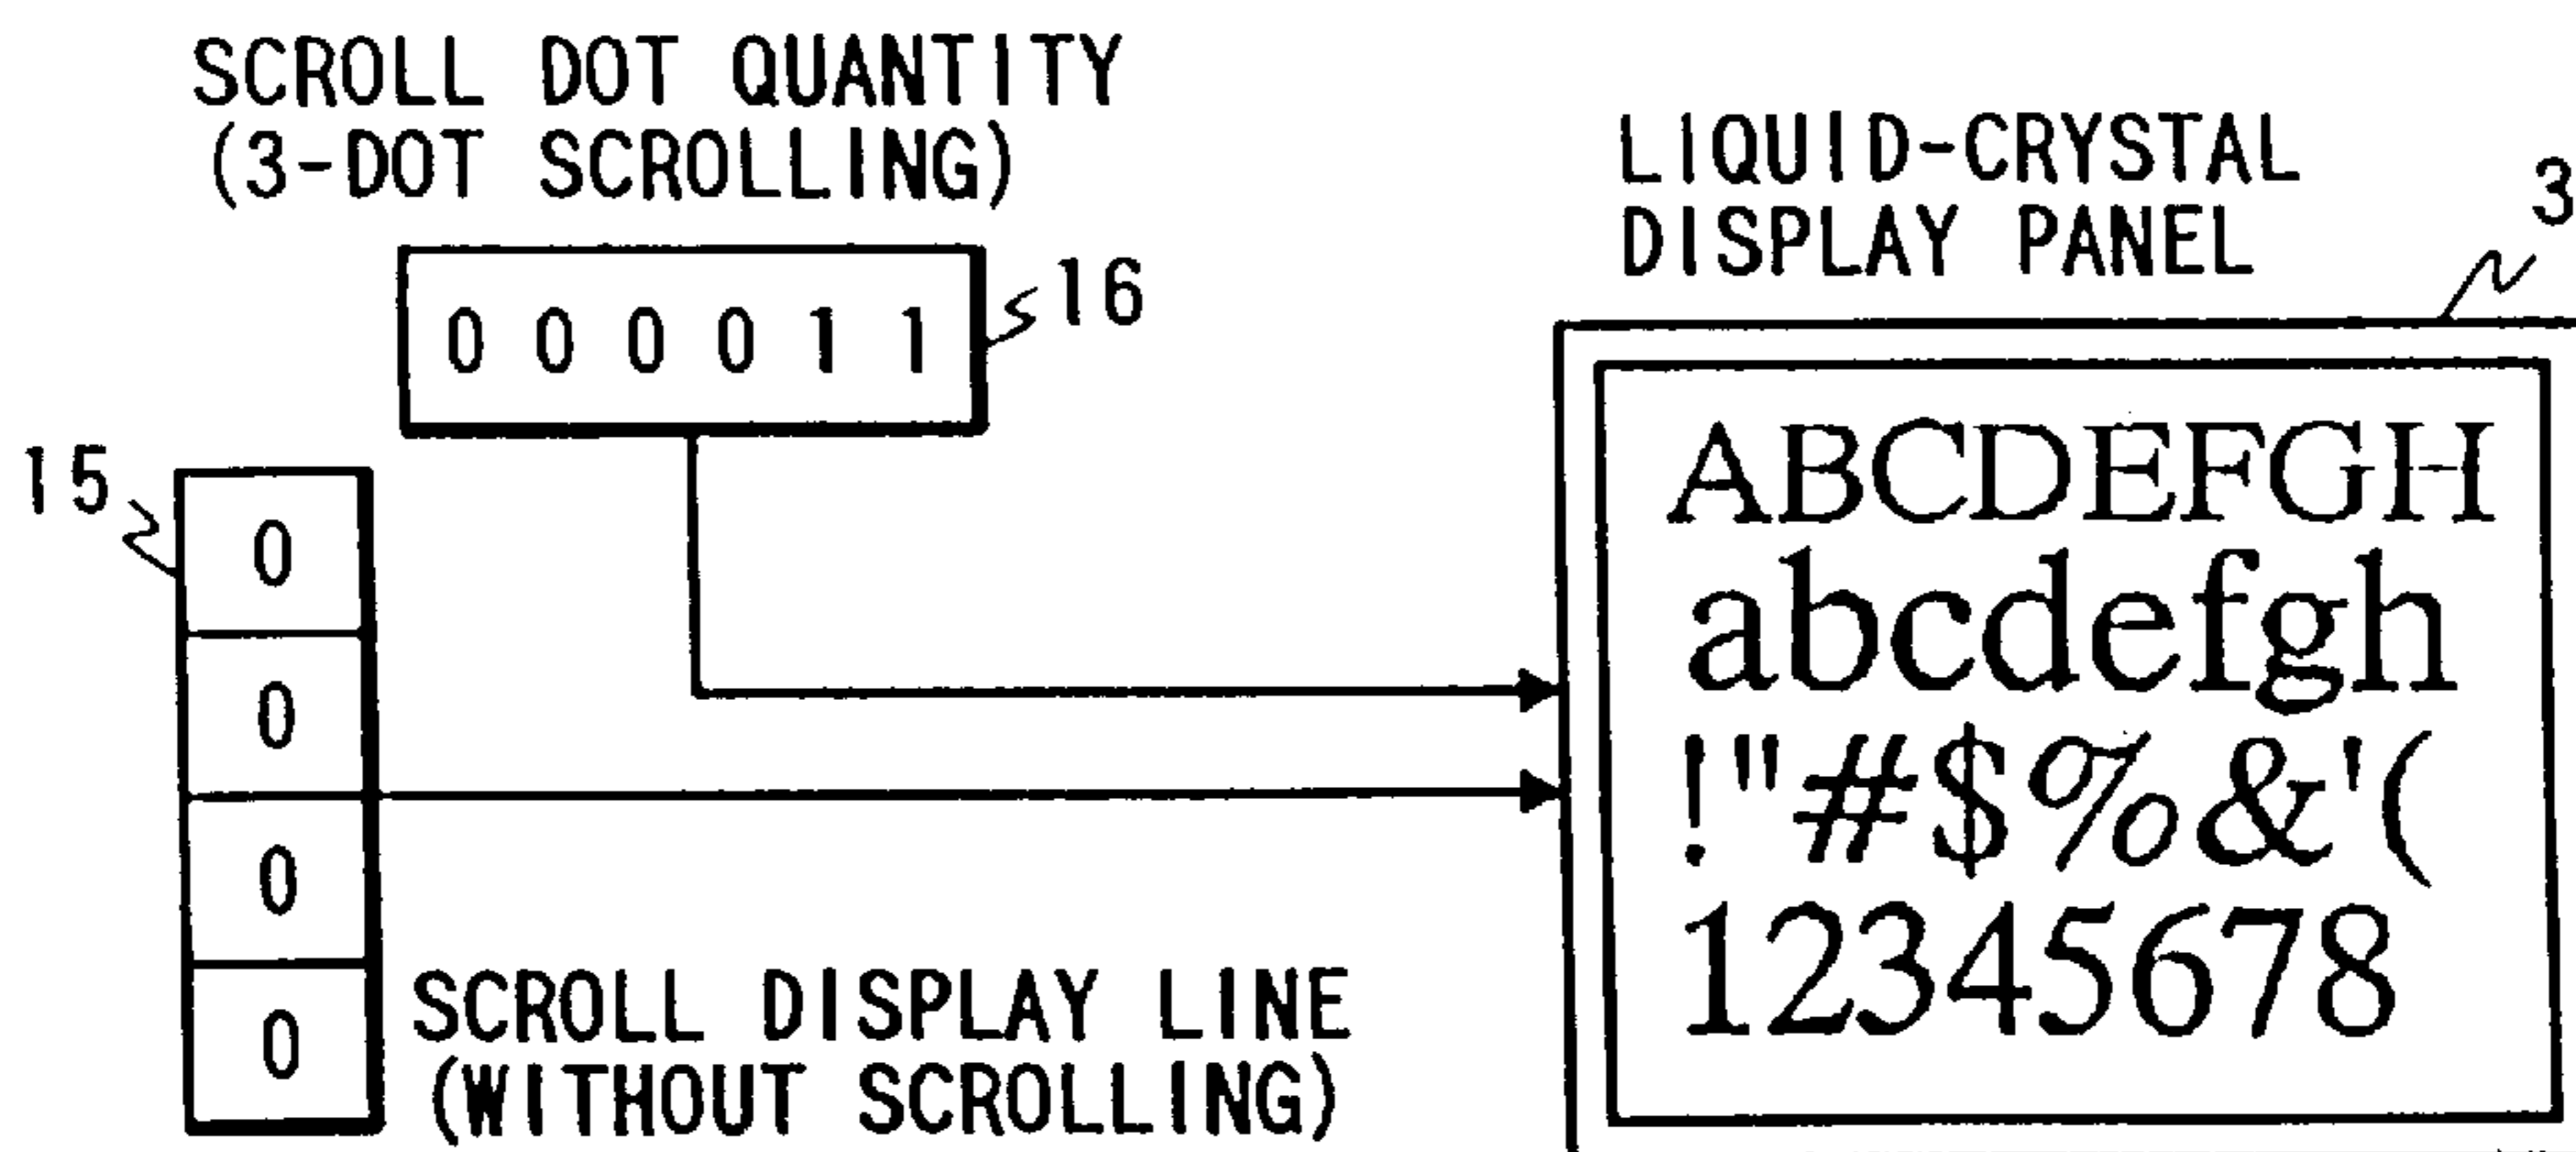 SCROLL DOT QUANTITY
(3-DOT SCROLLING)
0 0 0 0 1 1
16
LIQUID-CRYSTAL
DISPLAY PANEL
3
15
0
0
0
0
SCROLL DISPLAY LINE
(WITHOUT SCROLLING)
ABCDEFGH
abcdefgh
!"#$%&'(
12345678